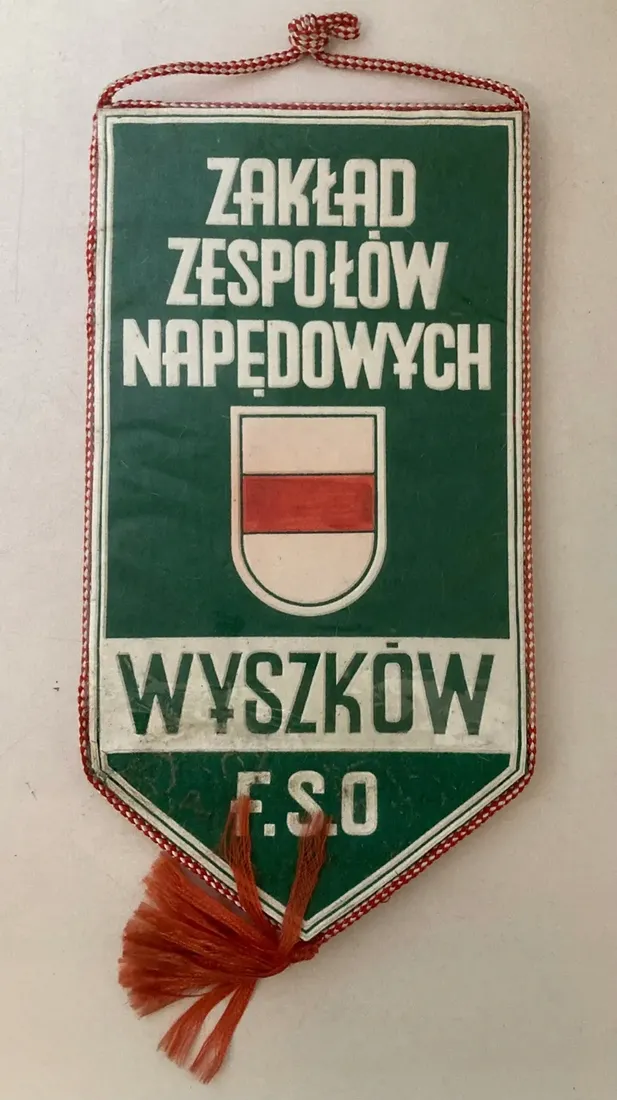 ZAKŁAD
ZESPOŁÓW
NAPĘDOWYCH
WYSZKÓW
F.S.O